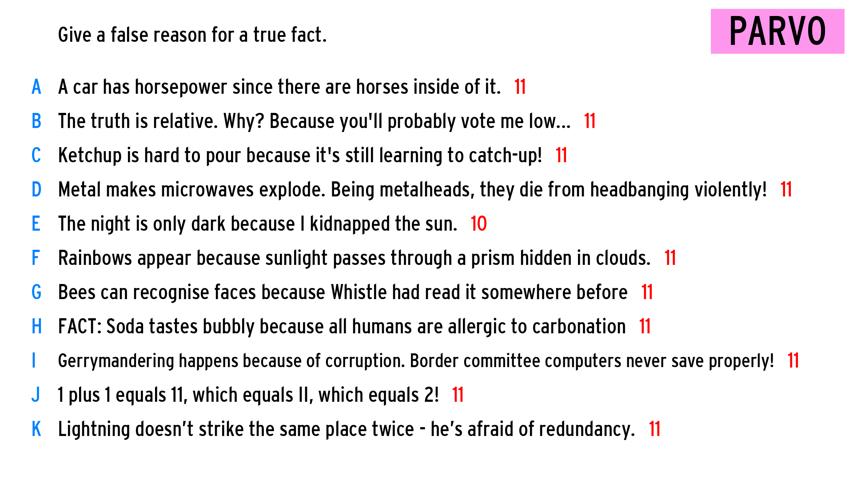 Give a false reason for a true fact.
PARVO
A A car has horsepower since there are horses inside of it. 11
B The truth is relative. Why? Because you'll probably vote me low... 11
C Ketchup is hard to pour because it's still learning to catch-up! 11
D Metal makes microwaves explode. Being metalheads, they die from headbanging violently! 11
E The night is only dark because I kidnapped the sun. 10
F Rainbows appear because sunlight passes through a prism hidden in clouds. 11
G Bees can recognise faces because Whistle had read it somewhere before 11
H FACT: Soda tastes bubbly because all humans are allergic to carbonation 11
I Gerrymandering happens because of corruption. Border committee computers never save properly! 11
J 1 plus 1 equals 11, which equals II, which equals 2! 11
K Lightning doesn’t strike the same place twice - he’s afraid of redundancy. 11